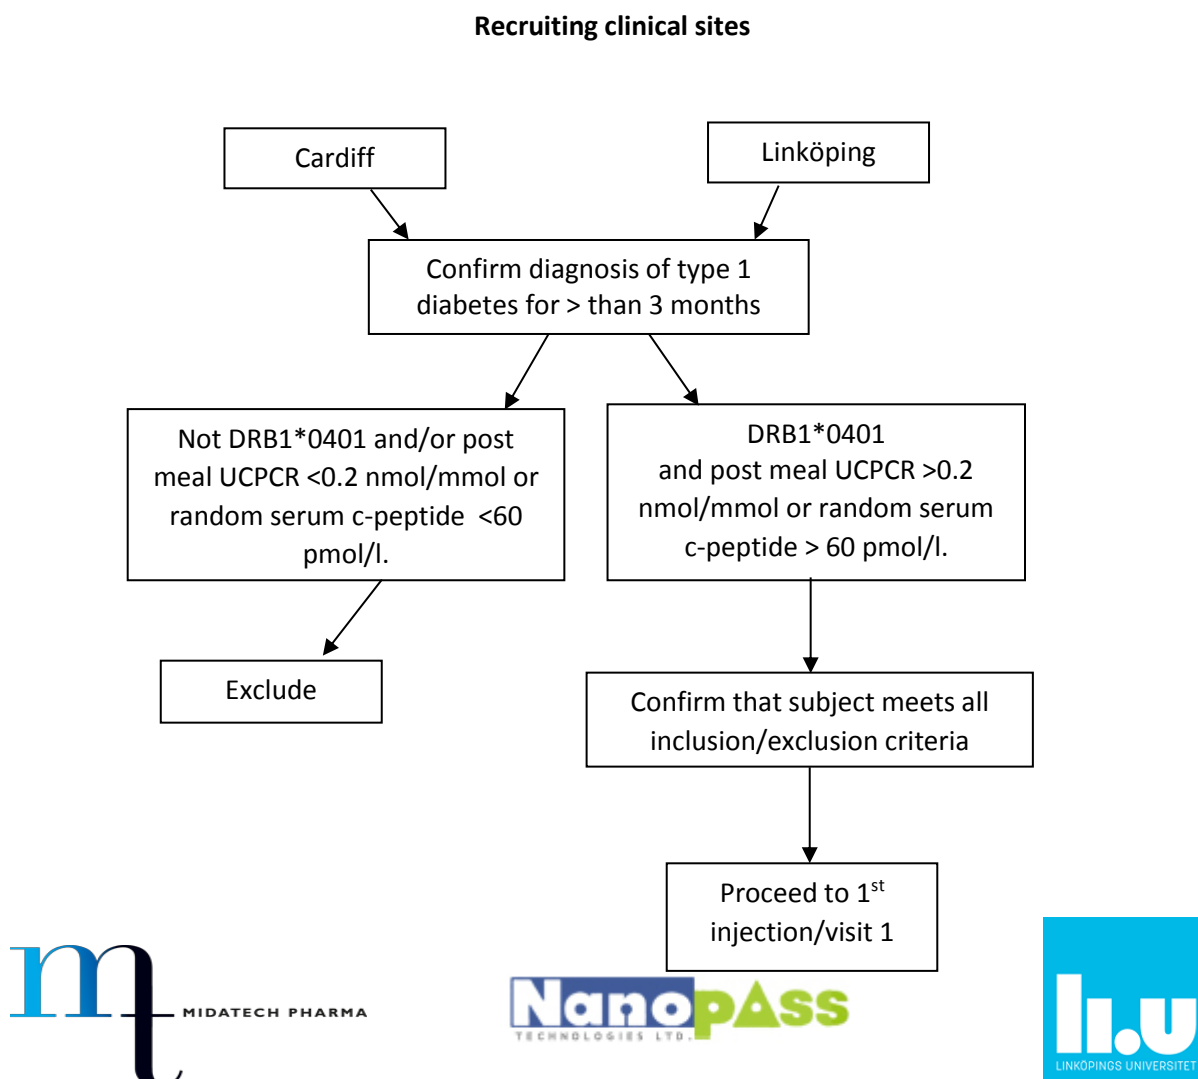 Recruiting clinical sites
Cardiff
Linköping
Confirm diagnosis of type 1
diabetes for > than 3 months
Not DRB1*0401 and/or post
meal UCPCR <0.2 nmol/mmol or
random serum c-peptide <60
pmol/l.
DRB1*0401
and post meal UCPCR >0.2
nmol/mmol or random serum
c-peptide > 60 pmol/l.
Exclude
Confirm that subject meets all
inclusion/exclusion criteria
Proceed to 1st
injection/visit 1
mt
MIDATECH PHARMA
NanopAss
TECHNOLOGIES LTD.
li.u
LINKÖPINGS UNIVERSITET